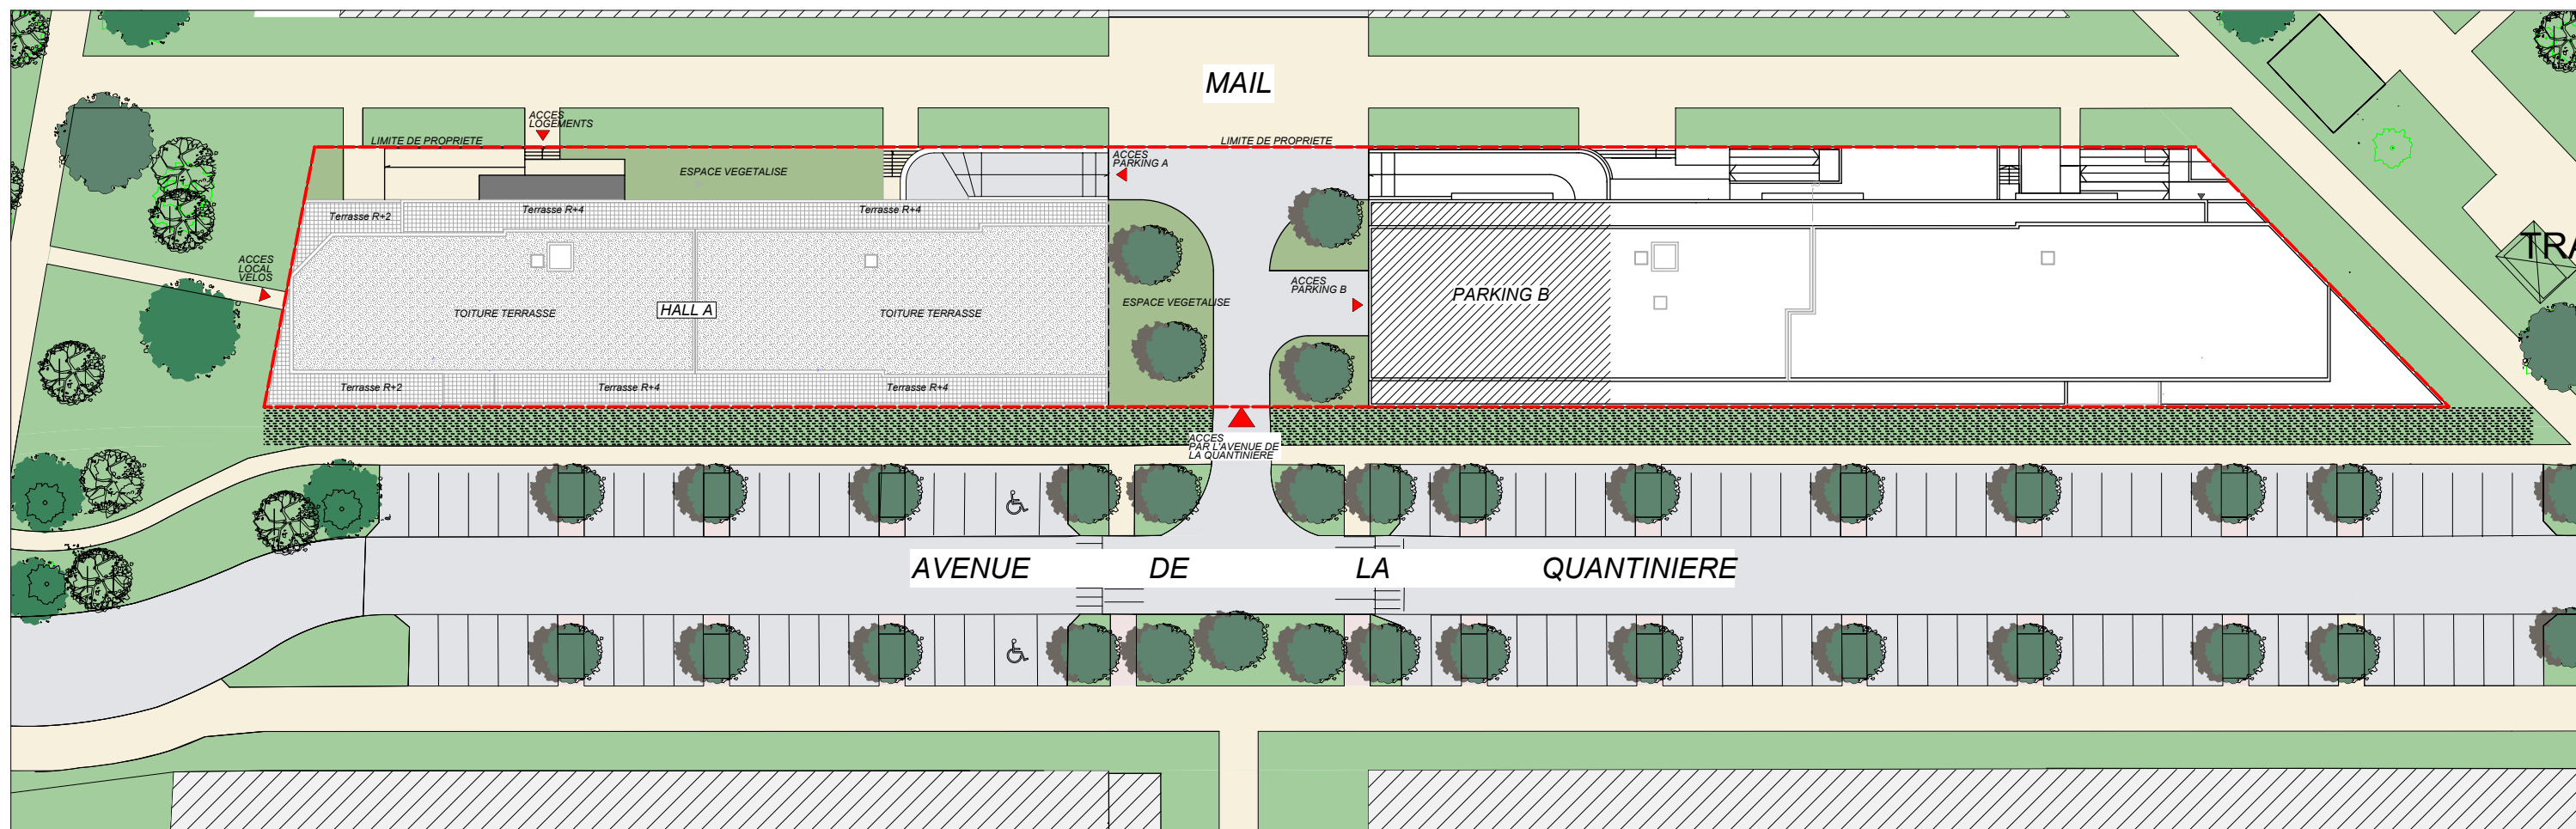 MAIL
ACCES
LOGEMENTS
LIMITE DE PROPRIETE
LIMITE DE PROPRIETE
ACCES
PARKING A
ESPACE VEGETALISE
Terrasse R+2
Terrasse R+4
Terrasse R+4
TRA
ACCES
LOCAL
VELOS
ACCES
PARKING B
PARKING B
ESPACE VEGETALISE
TOITURE TERRASSE
HALL A
TOITURE TERRASSE
Terrasse R+2
Terrasse R+4
Terrasse R+4
ACCES
PAR L'AVENUE DE
LA QUANTINIERE
AVENUE DE LA QUANTINIERE